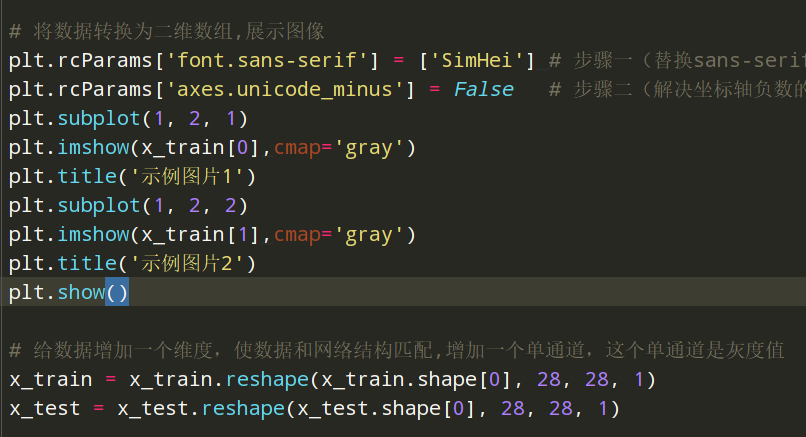 # 将数据转换为二维数组,展示图像
plt.rcParams['font.sans-serif'] = ['SimHei'] # 步骤一（替换sans-serif
plt.rcParams['axes.unicode_minus'] = False   # 步骤二（解决坐标轴负数的
plt.subplot(1, 2, 1)
plt.imshow(x_train[0],cmap='gray')
plt.title('示例图片1')
plt.subplot(1, 2, 2)
plt.imshow(x_train[1],cmap='gray')
plt.title('示例图片2')
plt.show()
# 给数据增加一个维度，使数据和网络结构匹配,增加一个单通道，这个单通道是灰度值
x_train = x_train.reshape(x_train.shape[0], 28, 28, 1)
x_test = x_test.reshape(x_test.shape[0], 28, 28, 1)